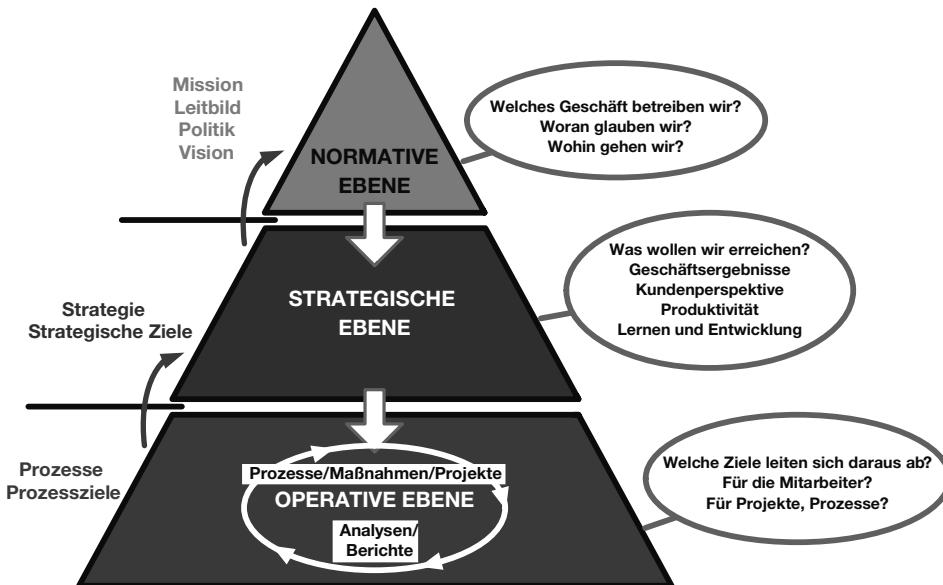 Mission
Leitbild
Politik
Vision
NORMATIVE
EBENE
Welches Geschäft betreiben wir?
Woran glauben wir?
Wohin gehen wir?
Strategie
Strategische Ziele
STRATEGISCHE
EBENE
Was wollen wir erreichen?
Geschäftsergebnisse
Kundenperspektive
Produktivität
Lernen und Entwicklung
Prozesse
Prozessziele
Prozesse/Maßnahmen/Projekte
OPERATIVE EBENE
Analysen/
Berichte
Welche Ziele leiten sich daraus ab?
Für die Mitarbeiter?
Für Projekte, Prozesse?